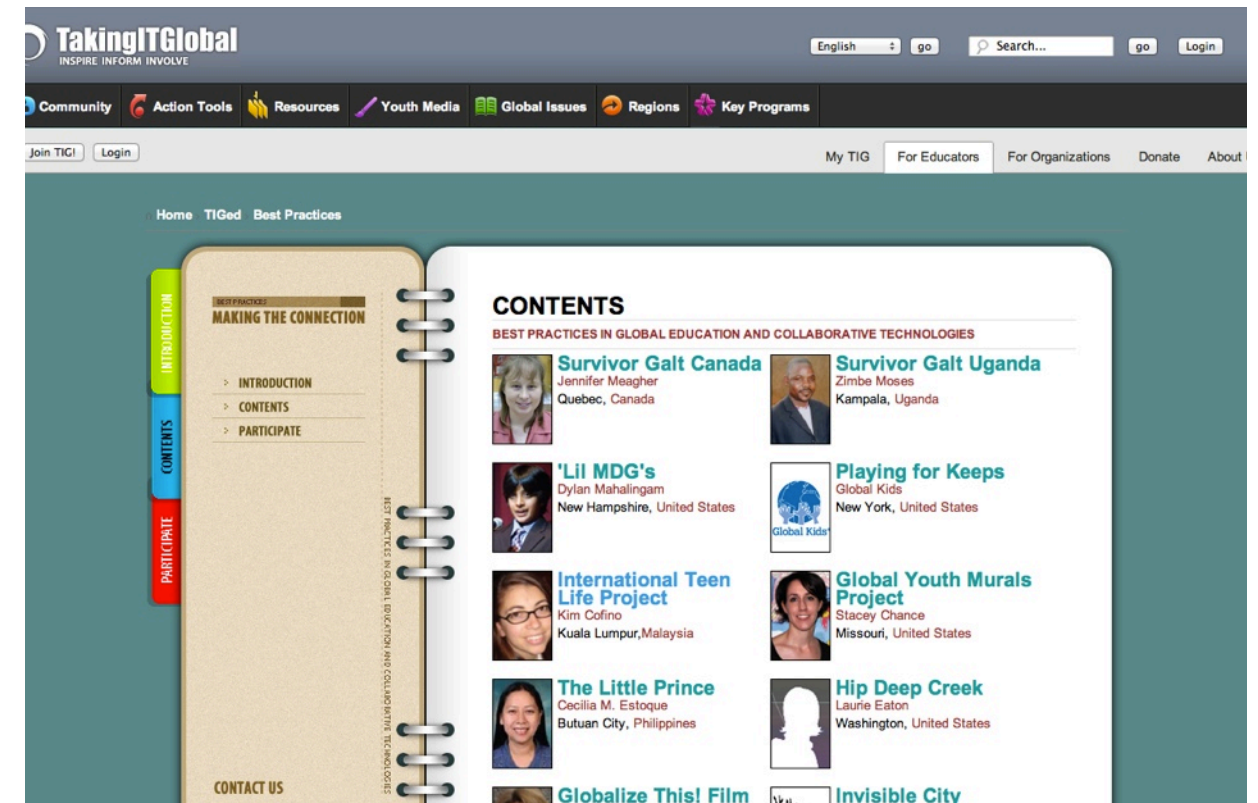 TakingITGlobal
INSPIRE INFORM INVOLVE
English go Search... go Login
Community Action Tools Resources Youth Media Global Issues Regions Key Programs
Join TIG! Login
My TIG For Educators For Organizations Donate About
Home TIGed Best Practices
INTRODUCTION
CONTENTS
PARTICIPATE
BEST PRACTICES
MAKING THE CONNECTION
> INTRODUCTION
> CONTENTS
> PARTICIPATE
BEST PRACTICES IN GLOBAL EDUCATION AND COLLABORATIVE TECHNOLOGIES
CONTACT US
CONTENTS
BEST PRACTICES IN GLOBAL EDUCATION AND COLLABORATIVE TECHNOLOGIES
Survivor Galt Canada
Jennifer Meagher
Quebec, Canada
Survivor Galt Uganda
Zimbe Moses
Kampala, Uganda
'Lil MDG's
Dylan Mahalingam
New Hampshire, United States
Global Kids
Playing for Keeps
Global Kids
New York, United States
International Teen
Life Project
Kim Cofino
Kuala Lumpur,Malaysia
Global Youth Murals
Project
Stacey Chance
Missouri, United States
The Little Prince
Cecilia M. Estoque
Butuan City, Philippines
Hip Deep Creek
Laurie Eaton
Washington, United States
Globalize This! Film
Invisible City